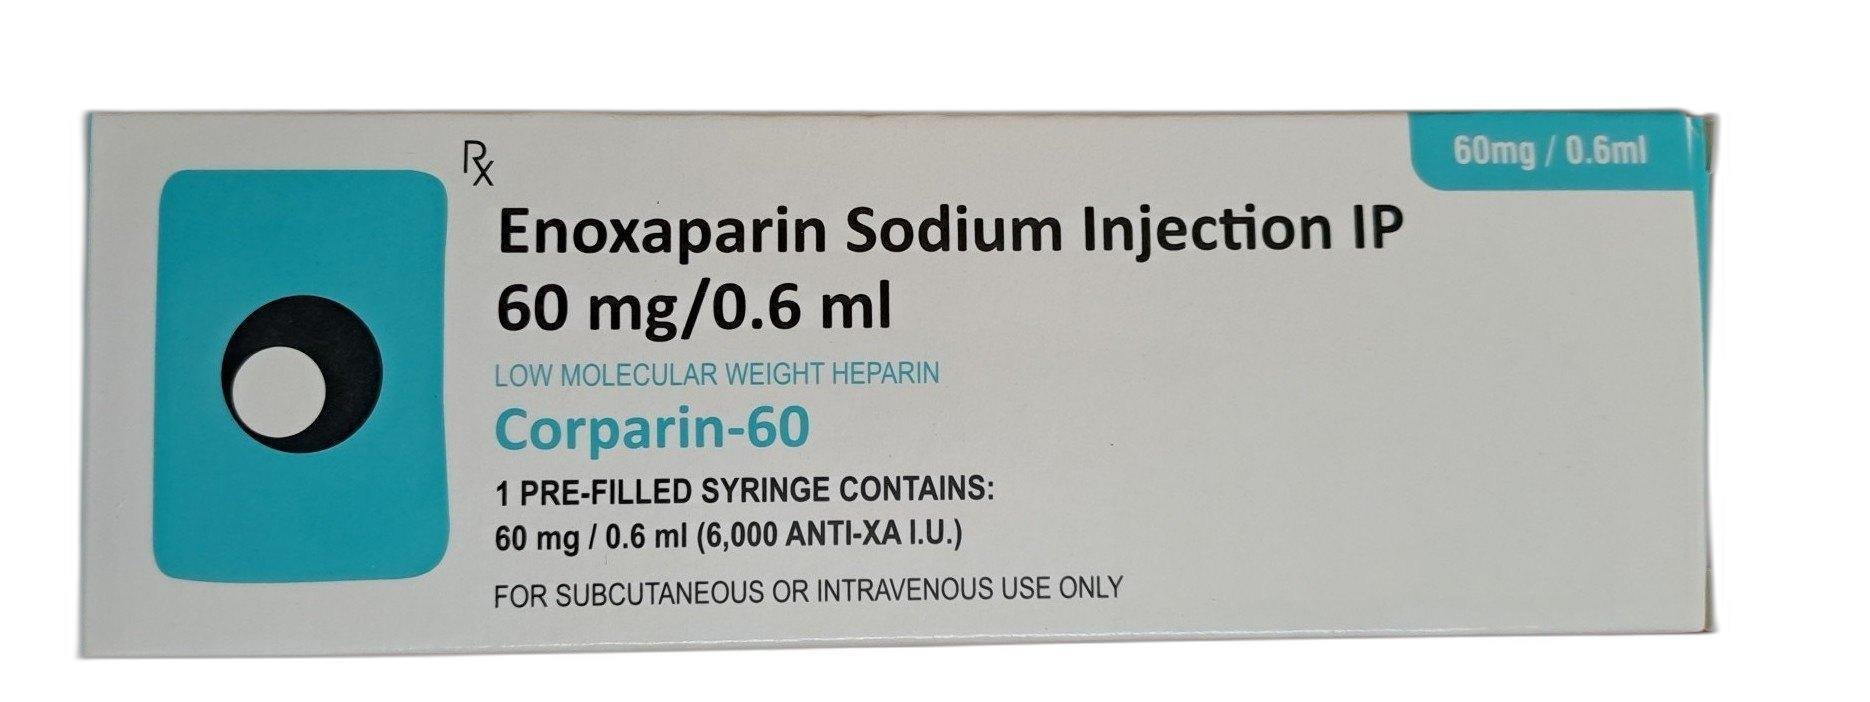 Rx
60mg / 0.6ml
Enoxaparin Sodium Injection IP
60 mg/0.6 ml
LOW MOLECULAR WEIGHT HEPARIN
Corparin-60
1 PRE-FILLED SYRINGE CONTAINS:
60 mg / 0.6 ml (6,000 ANTI-XA I.U.)
FOR SUBCUTANEOUS OR INTRAVENOUS USE ONLY